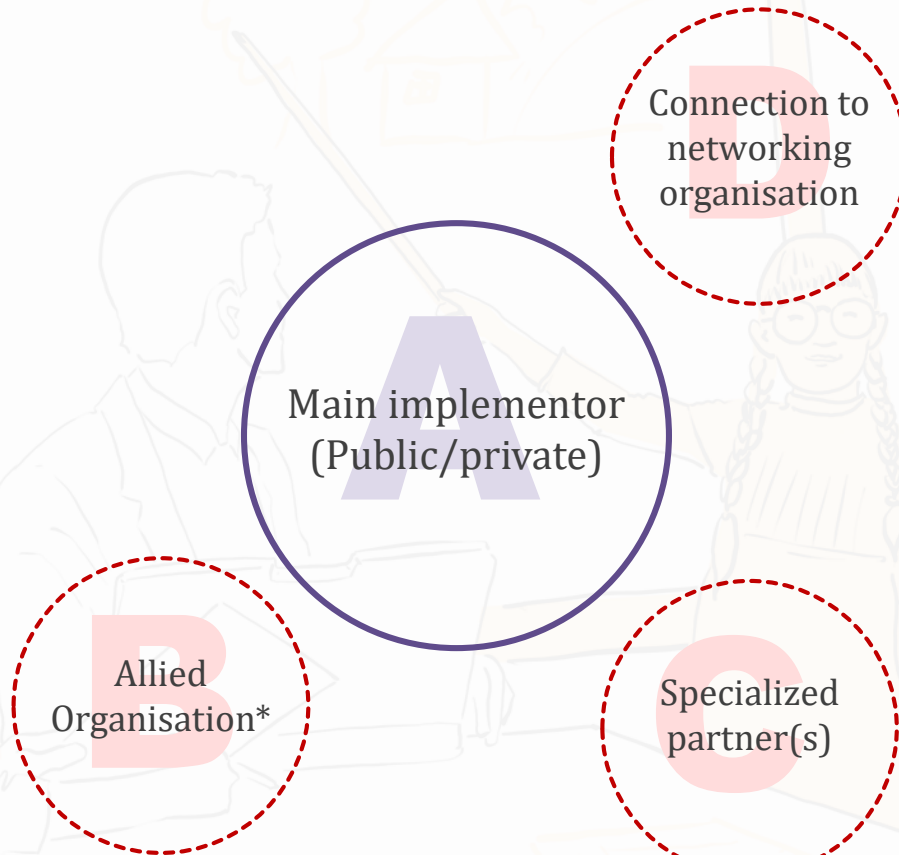 D
Connection to
networking
organisation
A
Main implementor
(Public/private)
B
Allied
Organisation*
C
Specialized
partner(s)